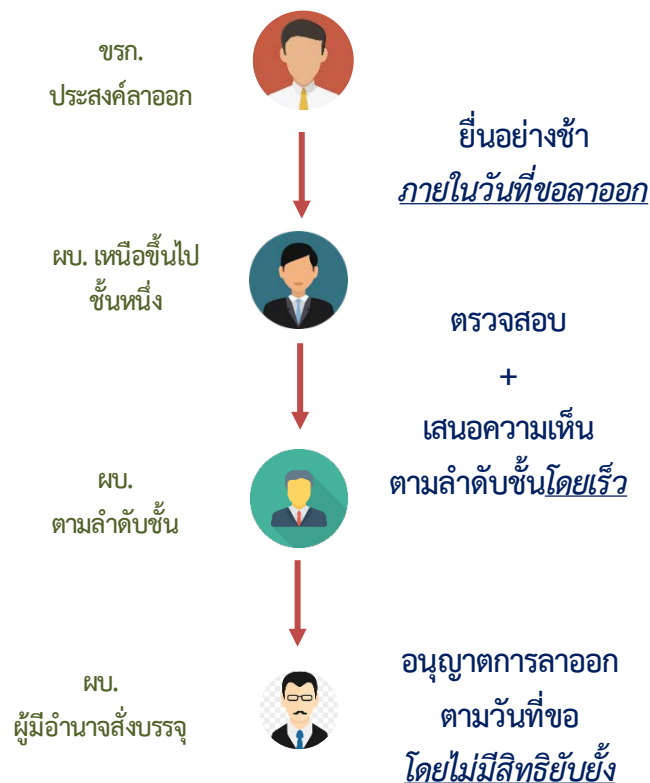 ขรก.
ประสงค์ลาออก
ยื่นอย่างช้า
ภายในวันที่ขอลาออก
ผบ. เหนือขึ้นไป
ชั้นหนึ่ง
ตรวจสอบ
+
เสนอความเห็น
ตามลำดับชั้นโดยเร็ว
ผบ.
ตามลำดับชั้น
อนุญาตการลาออก
ตามวันที่ขอ
โดยไม่มีสิทธิยับยั้ง
ผบ.
ผู้มีอำนาจสั่งบรรจุ